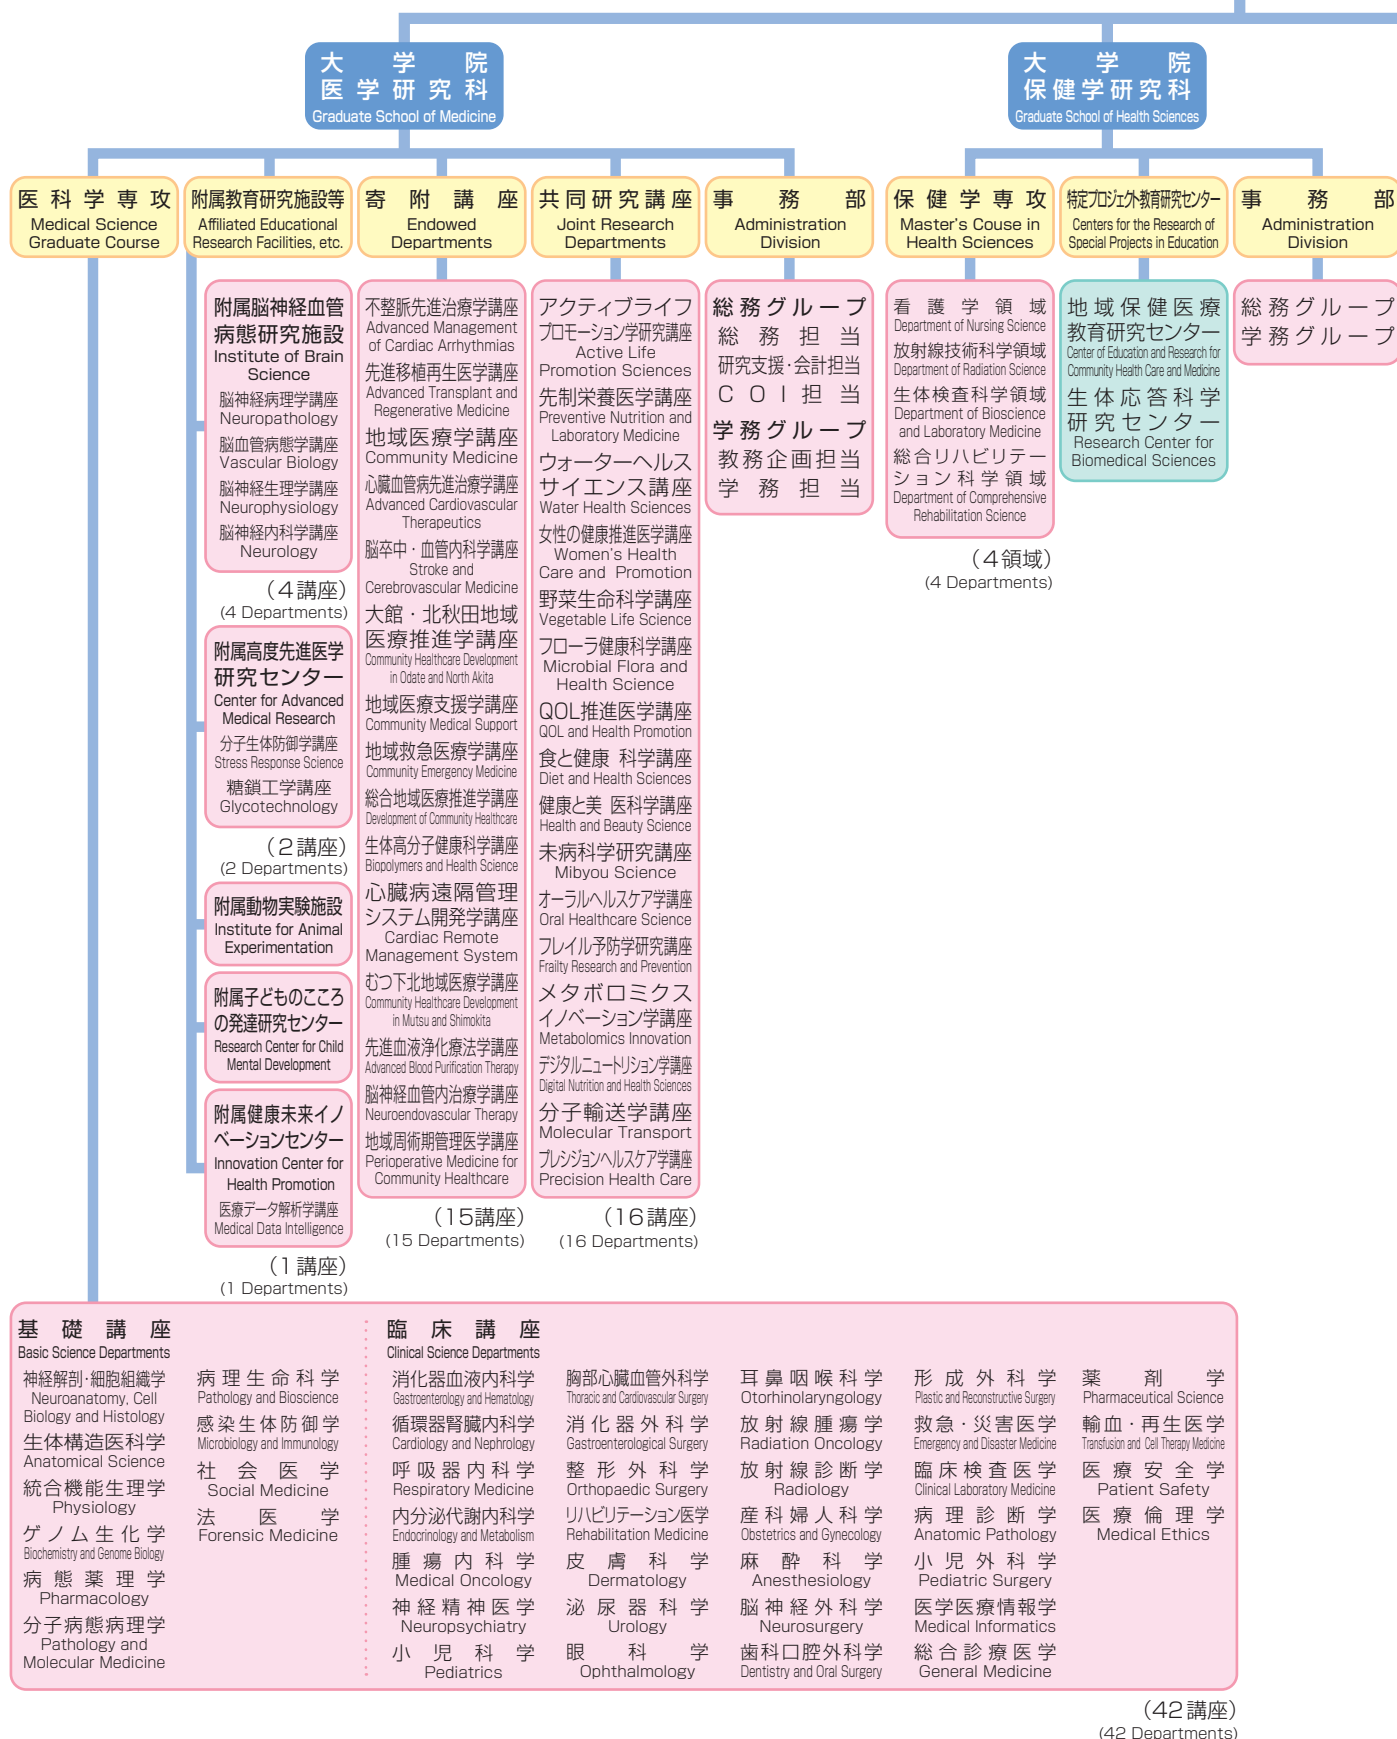 大学院
医学研究科
Graduate School of Medicine
大学院
保健学研究科
Graduate School of Health Sciences
医科学専攻
Medical Science
Graduate Course
附属教育研究施設等
Affiliated Educational
Research Facilities, etc.
寄附講座
Endowed
Departments
共同研究講座
Joint Research
Departments
事務部
Administration
Division
保健学専攻
Master's Couse in
Health Sciences
特定プロジェクト教育研究センター
Centers for the Research of
Special Projects in Education
事務部
Administration
Division
附属脳神経血管
病態研究施設
Institute of Brain
Science
脳神経病理学講座
Neuropathology
脳血管病態学講座
Vascular Biology
脳神経生理学講座
Neurophysiology
脳神経内科学講座
Neurology
（4講座）
(4 Departments)
附属高度先進医学
研究センター
Center for Advanced
Medical Research
分子生体防御学講座
Stress Response Science
糖鎖工学講座
Glycotechnology
（2講座）
(2 Departments)
附属動物実験施設
Institute for Animal
Experimentation
附属子どものこころ
の発達研究センター
Research Center for Child
Mental Development
附属健康未来イノ
ベーションセンター
Innovation Center for
Health Promotion
医療データ解析学講座
Medical Data Intelligence
（1講座）
(1 Departments)
不整脈先進治療学講座
Advanced Management
of Cardiac Arrhythmias
先進移植再生医学講座
Advanced Transplant and
Regenerative Medicine
地域医療学講座
Community Medicine
心臓血管病先進治療学講座
Advanced Cardiovascular
Therapeutics
脳卒中・血管内科学講座
Stroke and
Cerebrovascular Medicine
大館・北秋田地域
医療推進学講座
Community Healthcare Development
in Odate and North Akita
地域医療支援学講座
Community Medical Support
地域救急医療学講座
Community Emergency Medicine
総合地域医療推進学講座
Development of Community Healthcare
生体高分子健康科学講座
Biopolymers and Health Science
心臓病遠隔管理
システム開発学講座
Cardiac Remote
Management System
むつ下北地域医療学講座
Community Healthcare Development
in Mutsu and Shimokita
先進血液浄化療法学講座
Advanced Blood Purification Therapy
脳神経血管内治療学講座
Neuroendovascular Therapy
地域周術期管理医学講座
Perioperative Medicine for
Community Healthcare
（15講座）
(15 Departments)
アクティブライフ
プロモーション学研究講座
Active Life
Promotion Sciences
先制栄養医学講座
Preventive Nutrition and
Laboratory Medicine
ウォーターヘルス
サイエンス講座
Water Health Sciences
女性の健康推進医学講座
Women's Health
Care and Promotion
野菜生命科学講座
Vegetable Life Science
フローラ健康科学講座
Microbial Flora and
Health Science
QOL推進医学講座
QOL and Health Promotion
食と健康 科学講座
Diet and Health Sciences
健康と美 医科学講座
Health and Beauty Science
未病科学研究講座
Mibyou Science
オーラルヘルスケア学講座
Oral Healthcare Science
フレイル予防学研究講座
Frailty Research and Prevention
メタボロミクス
イノベーション学講座
Metabolomics Innovation
デジタルニュートリション学講座
Digital Nutrition and Health Sciences
分子輸送学講座
Molecular Transport
プレシジョンヘルスケア学講座
Precision Health Care
（16講座）
(16 Departments)
総務グループ
総務担当
研究支援・会計担当
COI担当
学務グループ
教務企画担当
学務担当
看護学領域
Department of Nursing Science
放射線技術科学領域
Department of Radiation Science
生体検査科学領域
Department of Bioscience
and Laboratory Medicine
総合リハビリテー
ション科学領域
Department of Comprehensive
Rehabilitation Science
（4領域）
(4 Departments)
地域保健医療
教育研究センター
Center of Education and Research for
Community Health Care and Medicine
生体応答科学
研究センター
Research Center for
Biomedical Sciences
総務グループ
学務グループ
基礎講座
Basic Science Departments
神経解剖・細胞組織学
Neuroanatomy, Cell
Biology and Histology
生体構造医科学
Anatomical Science
統合機能生理学
Physiology
ゲノム生化学
Biochemistry and Genome Biology
病態薬理学
Pharmacology
分子病態病理学
Pathology and
Molecular Medicine
病理生命科学
Pathology and Bioscience
感染生体防御学
Microbiology and Immunology
社会医学
Social Medicine
法医学
Forensic Medicine
臨床講座
Clinical Science Departments
消化器血液内科学
Gastroenterology and Hematology
循環器腎臓内科学
Cardiology and Nephrology
呼吸器内科学
Respiratory Medicine
内分泌代謝内科学
Endocrinology and Metabolism
腫瘍内科学
Medical Oncology
神経精神医学
Neuropsychiatry
小児科学
Pediatrics
胸部心臓血管外科学
Thoracic and Cardiovascular Surgery
消化器外科学
Gastroenterological Surgery
整形外科学
Orthopaedic Surgery
リハビリテーション医学
Rehabilitation Medicine
皮膚科学
Dermatology
泌尿器科学
Urology
眼科学
Ophthalmology
耳鼻咽喉科学
Otorhinolaryngology
放射線腫瘍学
Radiation Oncology
放射線診断学
Radiology
産科婦人科学
Obstetrics and Gynecology
麻酔科学
Anesthesiology
脳神経外科学
Neurosurgery
歯科口腔外科学
Dentistry and Oral Surgery
形成外科学
Plastic and Reconstructive Surgery
救急・災害医学
Emergency and Disaster Medicine
臨床検査医学
Clinical Laboratory Medicine
病理診断学
Anatomic Pathology
小児外科学
Pediatric Surgery
医学医療情報学
Medical Informatics
総合診療医学
General Medicine
薬剤学
Pharmaceutical Science
輸血・再生医学
Transfusion and Cell Therapy Medicine
医療安全学
Patient Safety
医療倫理学
Medical Ethics
（42講座）
(42 Departments)